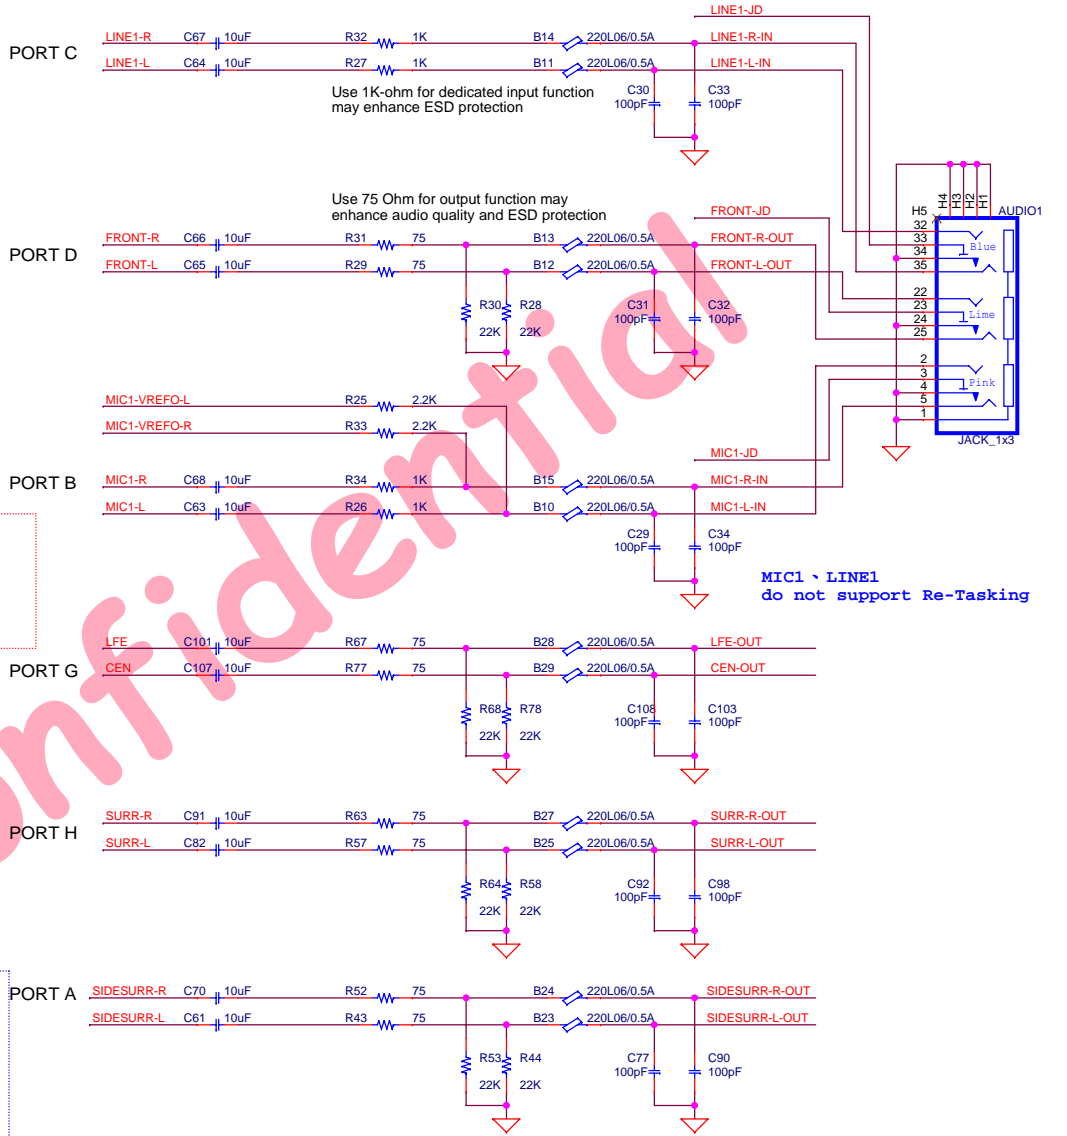 LINE1-JD
PORT C
LINE1-R C67 10uF R32 1K B14 220L06/0.5A LINE1-R-IN
LINE1-L C64 10uF R27 1K B11 220L06/0.5A LINE1-L-IN
Use 1K-ohm for dedicated input function
may enhance ESD protection
C30 C33
100pF 100pF
Use 75 Ohm for output function may
enhance audio quality and ESD protection
FRONT-JD
PORT D
FRONT-R C66 10uF R31 75 B13 220L06/0.5A FRONT-R-OUT
FRONT-L C65 10uF R29 75 B12 220L06/0.5A FRONT-L-OUT
R30 R28 C31 C32
22K 22K 100pF 100pF
H4 H3 H2 H1
H5 AUDIO1
32
33 Blue
34
35
22
23 Lime
24
25
2
3 Pink
4
5
1
JACK_1x3
MIC1-VREFO-L R25 2.2K
MIC1-VREFO-R R33 2.2K
MIC1-JD
PORT B
MIC1-R C68 10uF R34 1K B15 220L06/0.5A MIC1-R-IN
MIC1-L C63 10uF R26 1K B10 220L06/0.5A MIC1-L-IN
C29 C34
100pF 100pF
MIC1、LINE1
do not support Re-Tasking
PORT G
LFE C101 10uF R67 75 B28 220L06/0.5A LFE-OUT
CEN C107 10uF R77 75 B29 220L06/0.5A CEN-OUT
R68 R78 C108 C103
22K 22K 100pF 100pF
PORT H
SURR-R C91 10uF R63 75 B27 220L06/0.5A SURR-R-OUT
SURR-L C82 10uF R57 75 B25 220L06/0.5A SURR-L-OUT
R64 R58 C92 C98
22K 22K 100pF 100pF
PORT A
SIDESURR-R C70 10uF R52 75 B24 220L06/0.5A SIDESURR-R-OUT
SIDESURR-L C61 10uF R43 75 B23 220L06/0.5A SIDESURR-L-OUT
R53 R44 C77 C90
22K 22K 100pF 100pF
onfidential